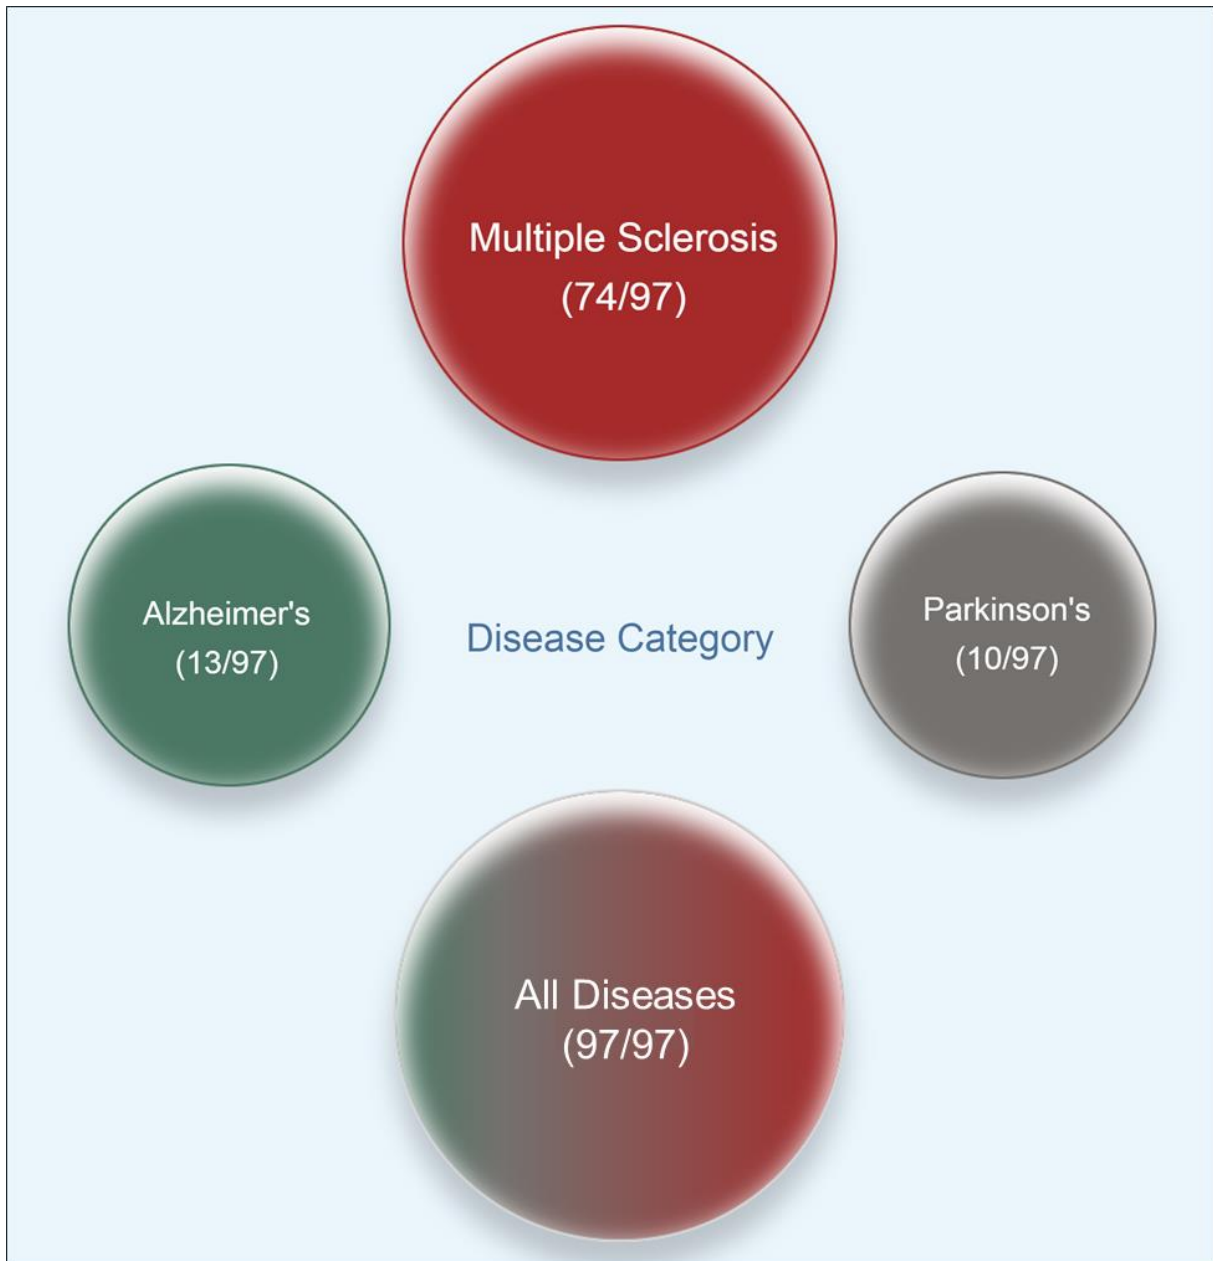 Multiple Sclerosis
(74/97)
Alzheimer's
(13/97)
Disease Category
Parkinson's
(10/97)
All Diseases
(97/97)